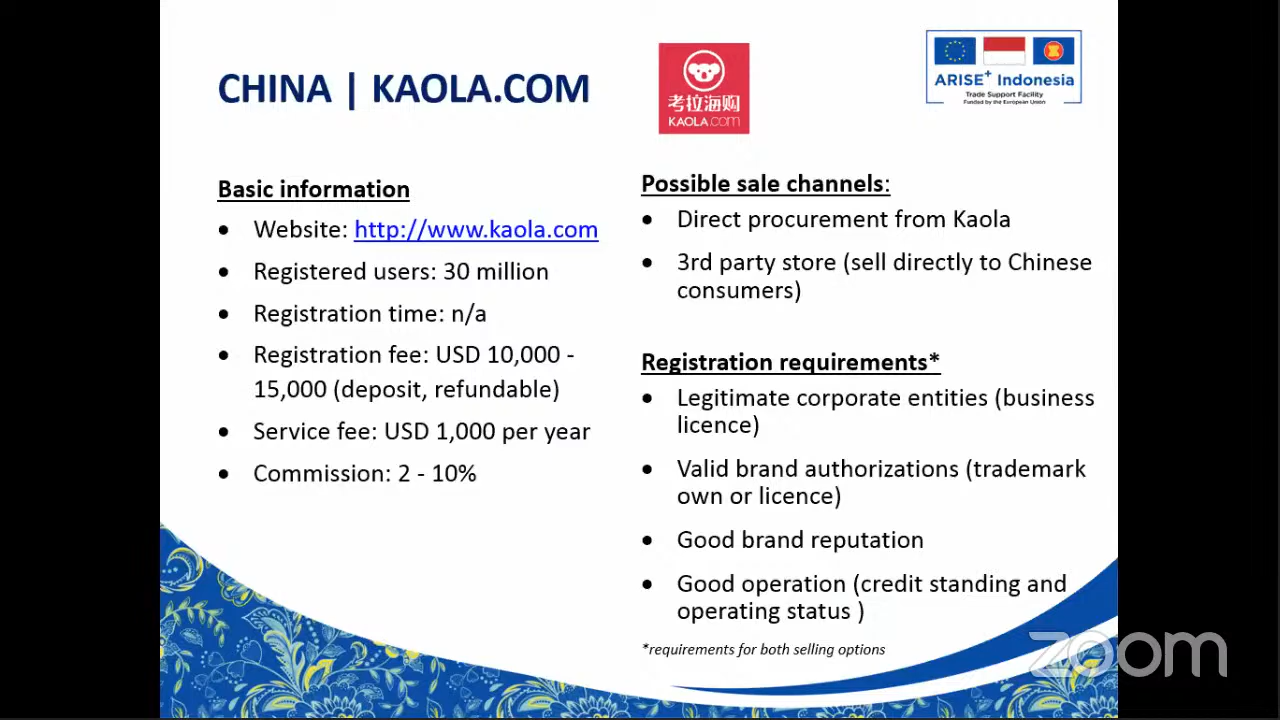 CHINA | KAOLA.COM
考拉海购
KAOLA.com
ARISE+ Indonesia
Trade Support Facility
Funded by the European Union
Basic information
• Website: http://www.kaola.com
• Registered users: 30 million
• Registration time: n/a
• Registration fee: USD 10,000 -
15,000 (deposit, refundable)
• Service fee: USD 1,000 per year
• Commission: 2 - 10%
Possible sale channels:
• Direct procurement from Kaola
• 3rd party store (sell directly to Chinese
consumers)
Registration requirements*
• Legitimate corporate entities (business
licence)
• Valid brand authorizations (trademark
own or licence)
• Good brand reputation
• Good operation (credit standing and
operating status )
*requirements for both selling options
zoom